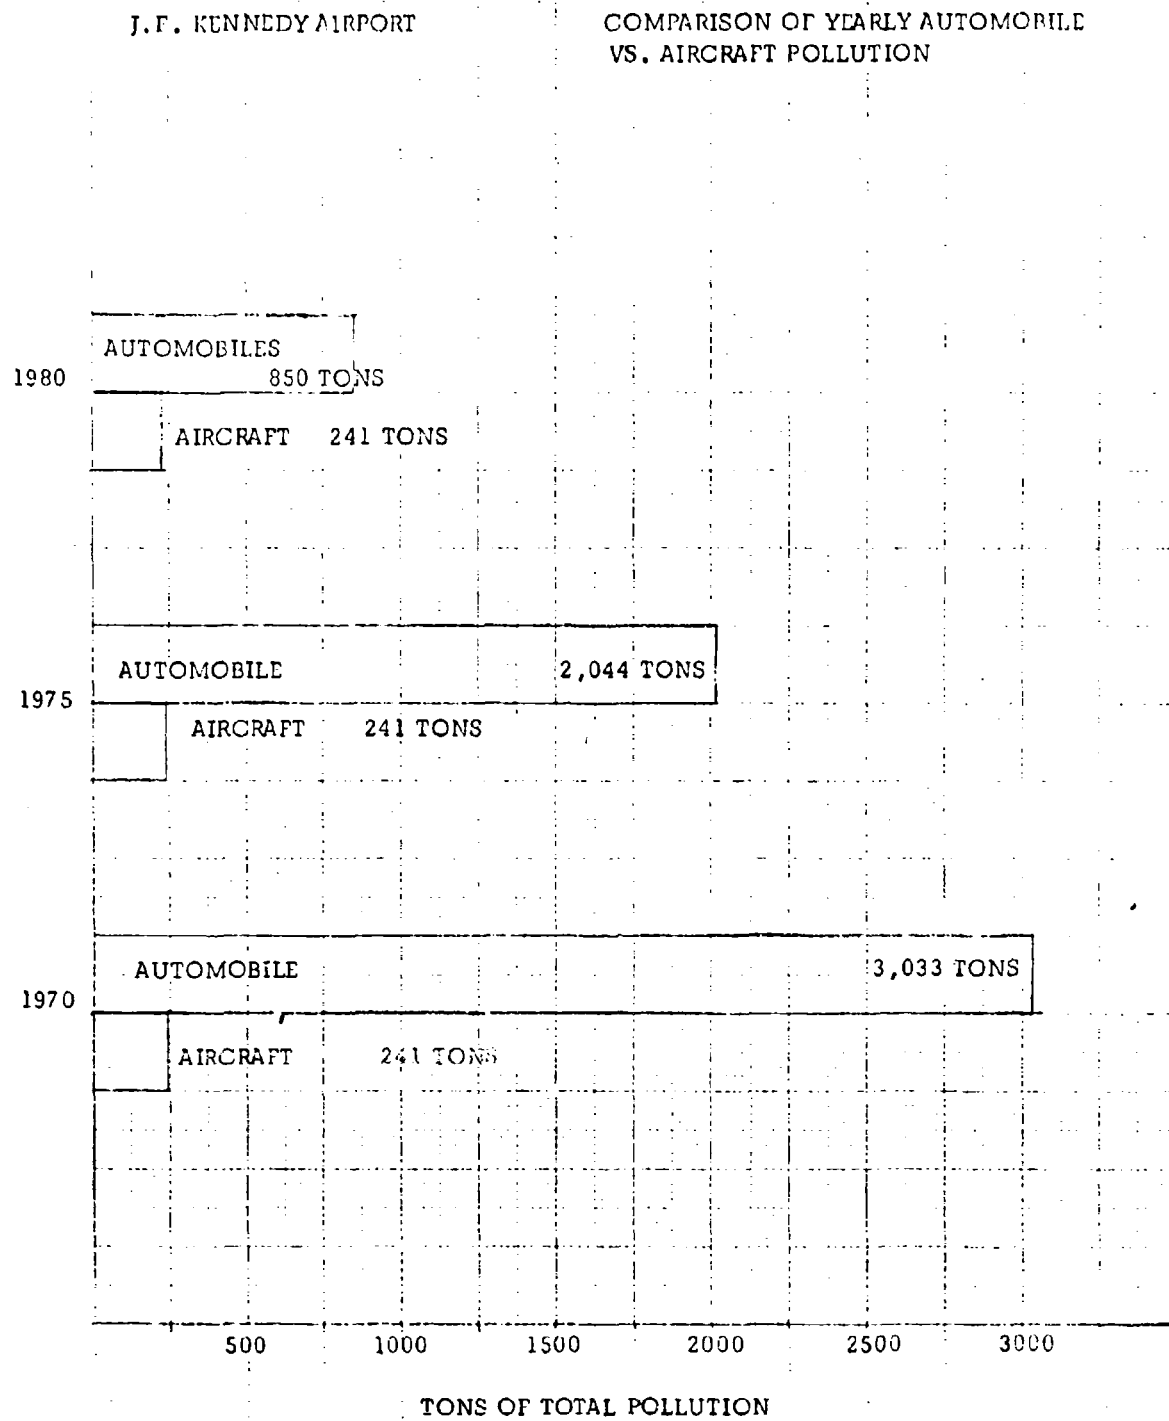 J.F. KENNEDY AIRPORT
COMPARISON OF YEARLY AUTOMOBILE
VS. AIRCRAFT POLLUTION
AUTOMOBILES
1980
850 TONS
AIRCRAFT 241 TONS
AUTOMOBILE 2,044 TONS
1975
AIRCRAFT 241 TONS
AUTOMOBILE 3,033 TONS
1970
AIRCRAFT 241 TONS
500 1000 1500 2000 2500 3000
TONS OF TOTAL POLLUTION